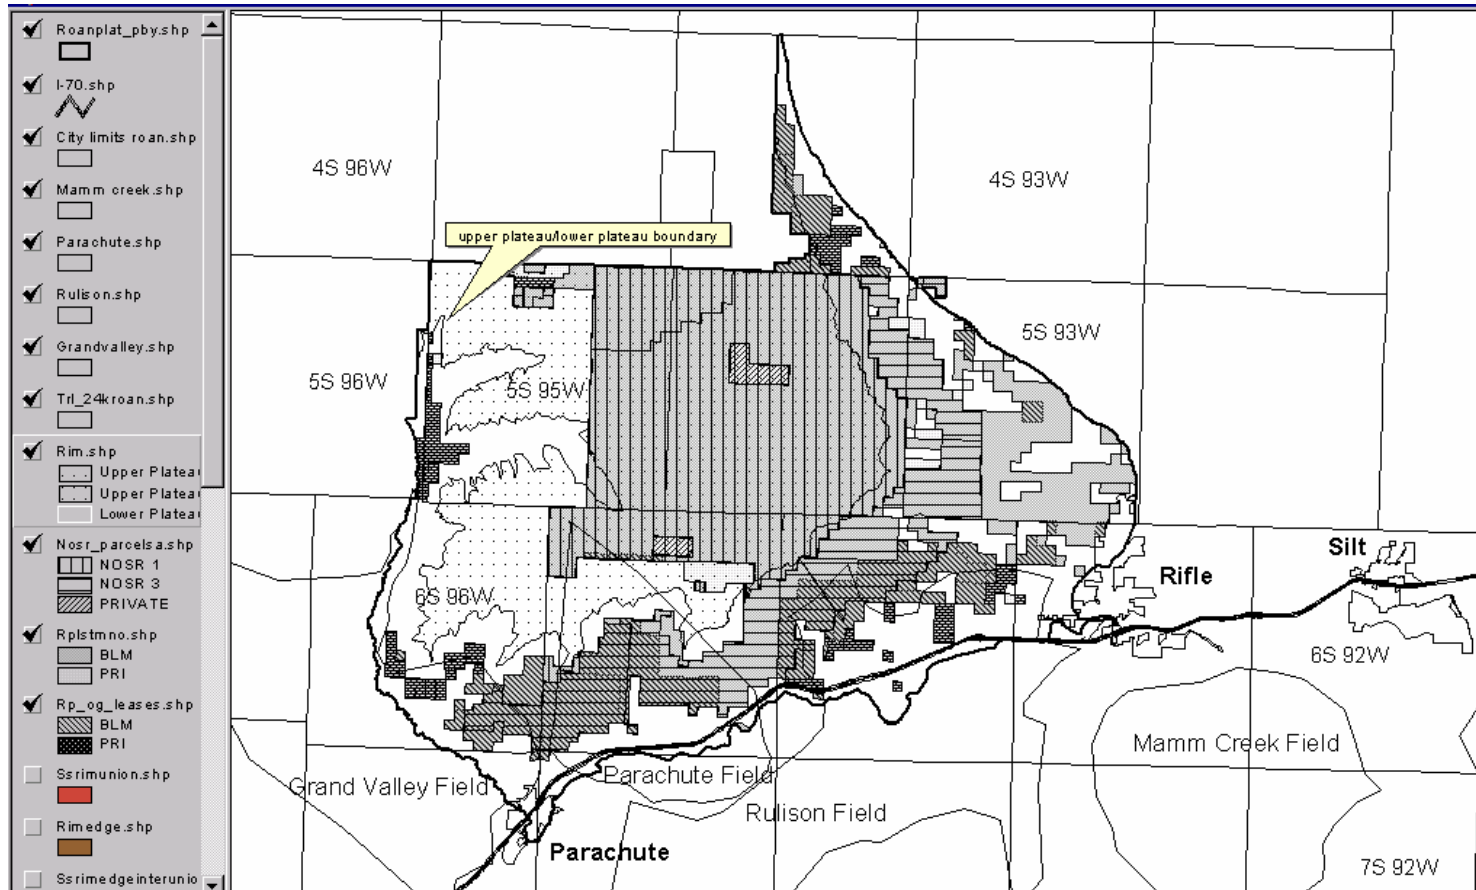 Roanplat_pby.shp
I-70.shp
City limits roan.shp
Mamm creek.shp
Parachute.shp
Rulison.shp
Grandvalley.shp
Trl_24kroan.shp
Rim.shp
Upper Plateau
Upper Plateau
Lower Plateau
Nosr_parcelsa.shp
NOSR 1
NOSR 3
PRIVATE
Rplstmno.shp
BLM
PRI
Rp_og_leases.shp
BLM
PRI
Ssrimunion.shp
Rimedge.shp
Ssrimedgeinterunio
4S 96W
4S 93W
upper plateau/lower plateau boundary
5S 93W
5S 96W
5S 95W
Silt
Rifle
6S 96W
6S 92W
Mamm Creek Field
Grand Valley Field
Parachute Field
Rulison Field
Parachute
7S 92W